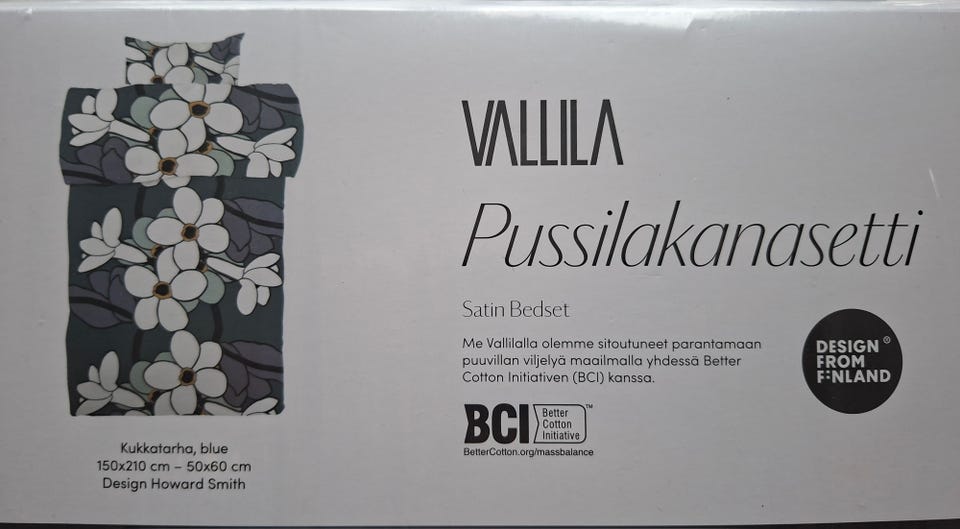 VALLILA
Pussilakanasetti
Satin Bedset
Me Vallilalla olemme sitoutuneet parantamaan
puuvillan viljelyä maailmalla yhdessä Better
Cotton Initiativen (BCI) kanssa.
BCI Better
Cotton
Initiative™
BetterCotton.org/massbalance
DESIGN®
FROM
FINLAND
Kukkatarha, blue
150x210 cm – 50x60 cm
Design Howard Smith